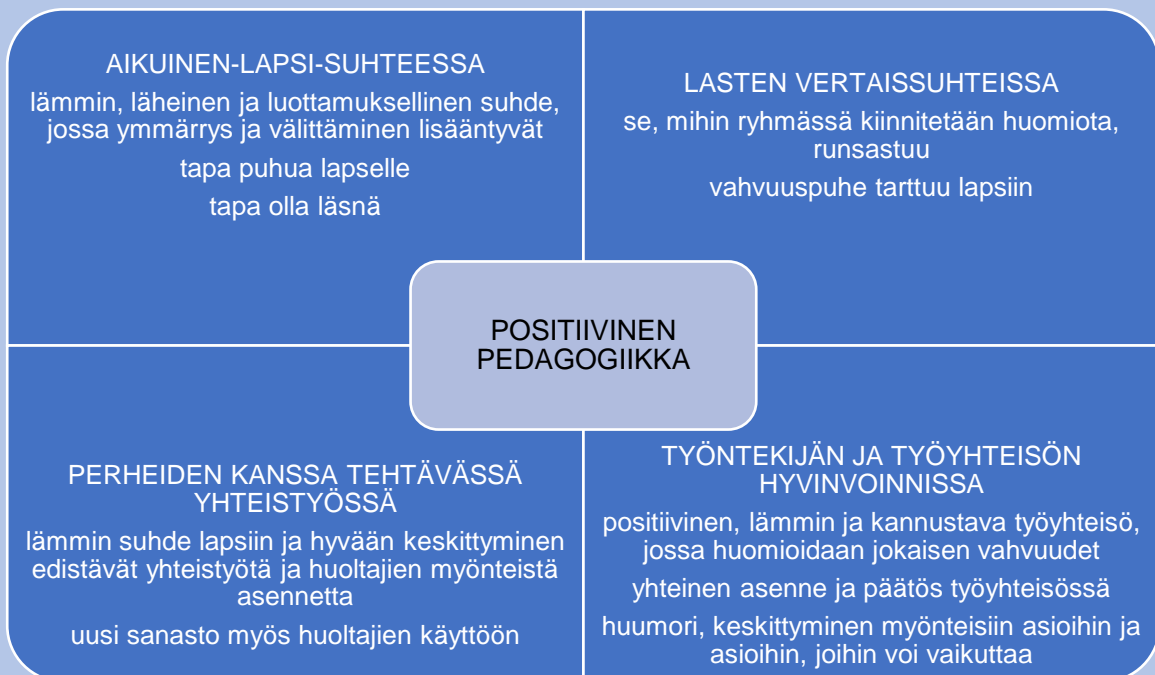 AIKUINEN-LAPSI-SUHTEESSA
lämmin, läheinen ja luottamuksellinen suhde,
jossa ymmärrys ja välittäminen lisääntyvät
tapa puhua lapselle
tapa olla läsnä
LASTEN VERTAISSUHTEISSA
se, mihin ryhmässä kiinnitetään huomiota,
runsastuu
vahvuuspuhe tarttuu lapsiin
POSITIIVINEN
PEDAGOGIIKKA
PERHEIDEN KANSSA TEHTÄVÄSSÄ
YHTEISTYÖSSÄ
lämmin suhde lapsiin ja hyvään keskittyminen
edistävät yhteistyötä ja huoltajien myönteistä
asennetta
uusi sanasto myös huoltajien käyttöön
TYÖNTEKIJÄN JA TYÖYHTEISÖN
HYVINVOINNISSA
positiivinen, lämmin ja kannustava työyhteisö,
jossa huomioidaan jokaisen vahvuudet
yhteinen asenne ja päätös työyhteisössä
huumori, keskittyminen myönteisiin asioihin ja
asioihin, joihin voi vaikuttaa